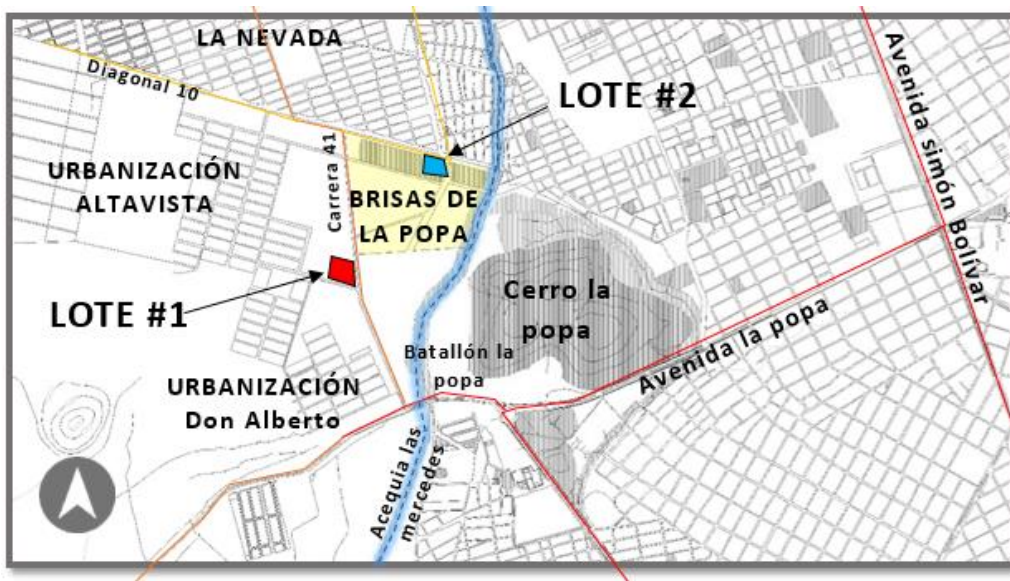 LA NEVADA
Diagonal 10
LOTE #2
Avenida simón Bolívar
URBANIZACIÓN
ALTAVISTA
Carrera 41
BRISAS DE
LA POPA
LOTE #1
Cerro la
popa
Batallón la
popa
Avenida la popa
URBANIZACIÓN
Don Alberto
Acequia las
mercedes